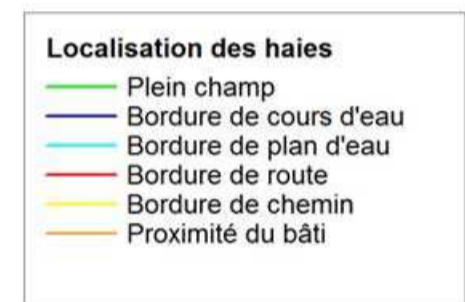 Localisation des haies
Plein champ
Bordure de cours d'eau
Bordure de plan d'eau
Bordure de route
Bordure de chemin
Proximité du bâti